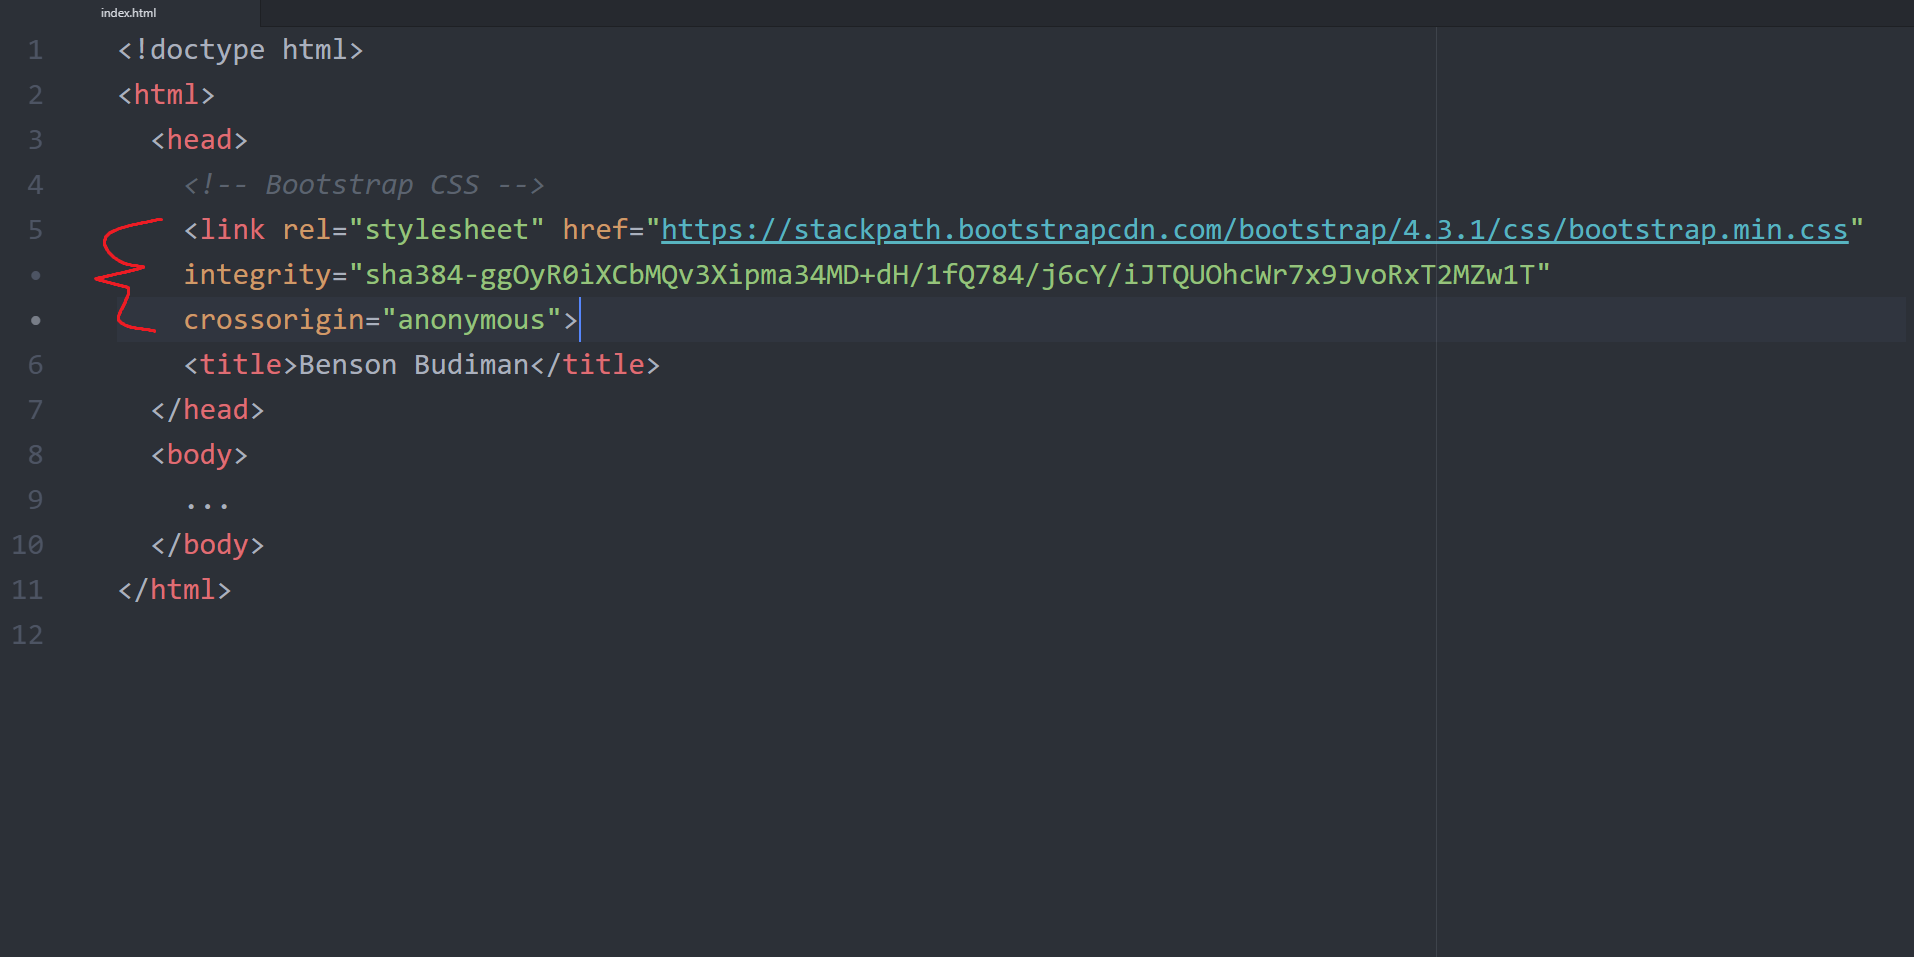 index.html
1 <!doctype html>
2 <html>
3 <head>
4 <!-- Bootstrap CSS -->
5 <link rel="stylesheet" href="https://stackpath.bootstrapcdn.com/bootstrap/4.3.1/css/bootstrap.min.css"
• integrity="sha384-ggOyR0iXCbMQv3Xipma34MD+dH/1fQ784/j6cY/iJTQUOhcWr7x9JvoRxT2MZw1T"
• crossorigin="anonymous">
6 <title>Benson Budiman</title>
7 </head>
8 <body>
9 ...
10 </body>
11 </html>
12